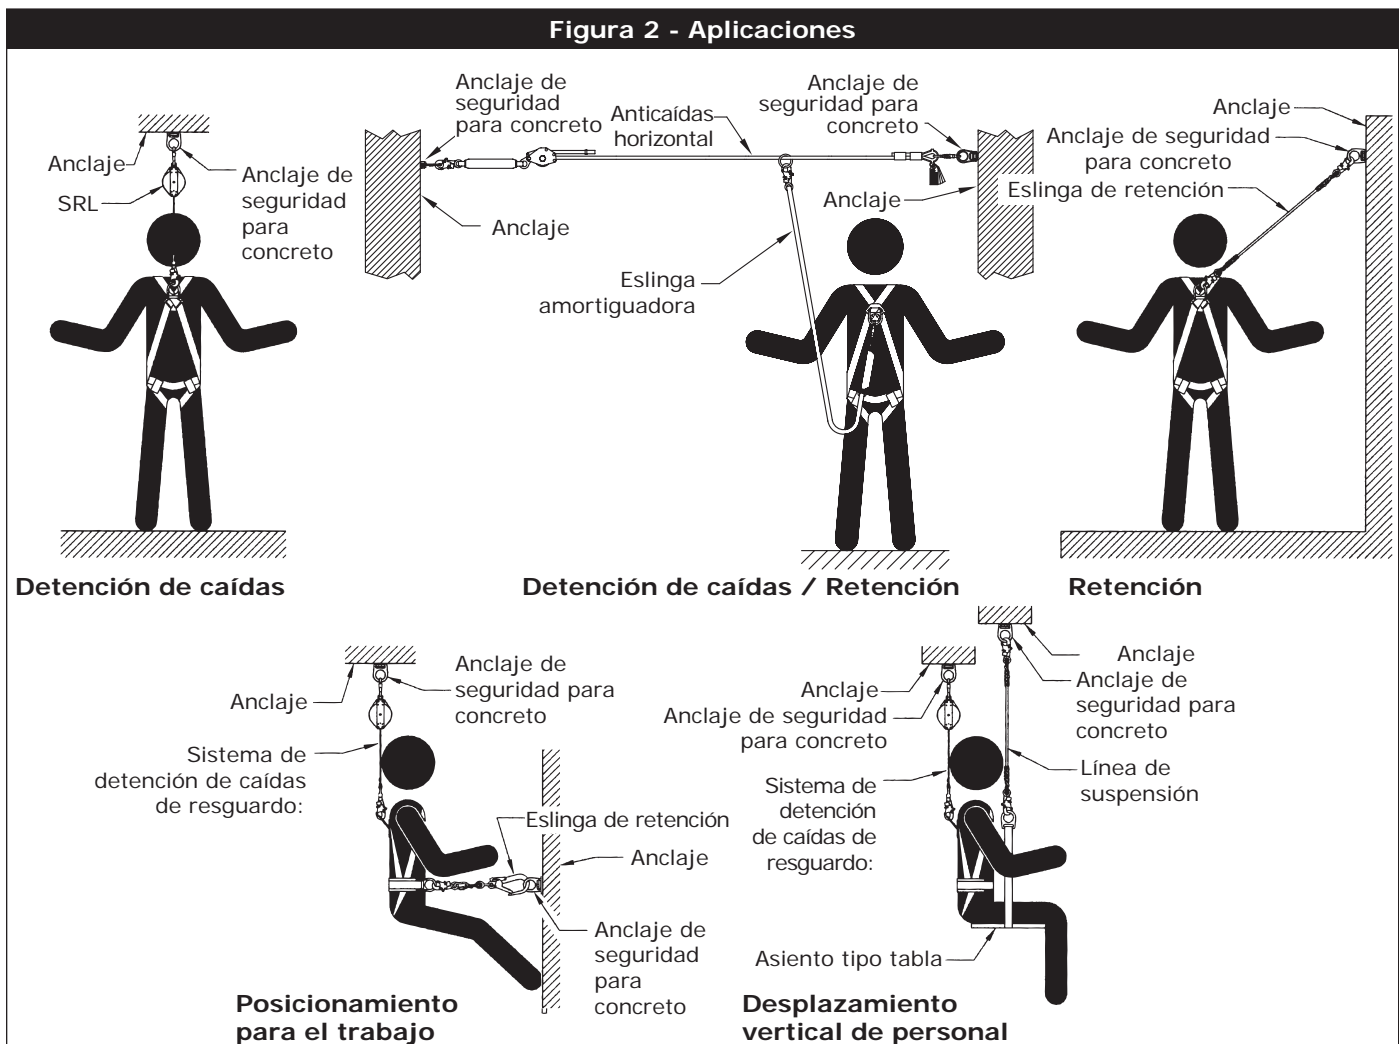 Figura 2 - Aplicaciones
Anclaje
SRL
Anclaje de
seguridad
para
concreto
Detención de caídas
Anclaje de
seguridad
para concreto
Anticaídas
horizontal
Anclaje de
seguridad para
concreto
Anclaje
Anclaje
Eslinga
amortiguadora
Detención de caídas / Retención
Anclaje
Anclaje de seguridad
para concreto
Eslinga de retención
Retención
Anclaje
Anclaje de
seguridad para
concreto
Sistema de
detención de caídas
de resguardo:
Eslinga de retención
Anclaje
Anclaje de
seguridad
para
concreto
Posicionamiento
para el trabajo
Anclaje
Anclaje de seguridad
para concreto
Sistema de
detención
de caídas de
resguardo:
Anclaje
Anclaje de
seguridad para
concreto
Línea de
suspensión
Asiento tipo tabla
Desplazamiento
vertical de personal